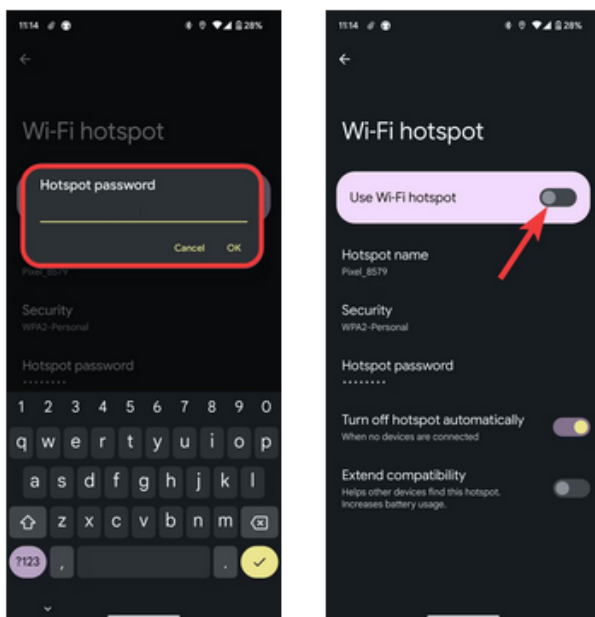 11:14
28%
Wi-Fi hotspot
Hotspot password
Cancel OK
Pixel_8579
Security
WPA2-Personal
Hotspot password
••••••••
1 2 3 4 5 6 7 8 9 0
q w e r t y u i o p
a s d f g h j k l
z x c v b n m
?123 , .
11:14
28%
Wi-Fi hotspot
Use Wi-Fi hotspot
Hotspot name
Pixel_8579
Security
WPA2-Personal
Hotspot password
••••••••
Turn off hotspot automatically
When no devices are connected
Extend compatibility
Helps other devices find this hotspot.
Increases battery usage.